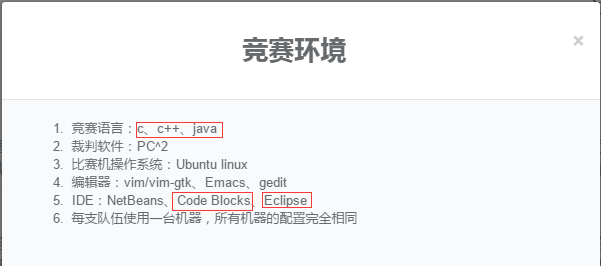 竞赛环境
×
1. 竞赛语言：c、c++、java
2. 裁判软件：PC^2
3. 比赛机操作系统：Ubuntu linux
4. 编辑器：vim/vim-gtk、Emacs、gedit
5. IDE：NetBeans、Code Blocks、Eclipse
6. 每支队伍使用一台机器，所有机器的配置完全相同